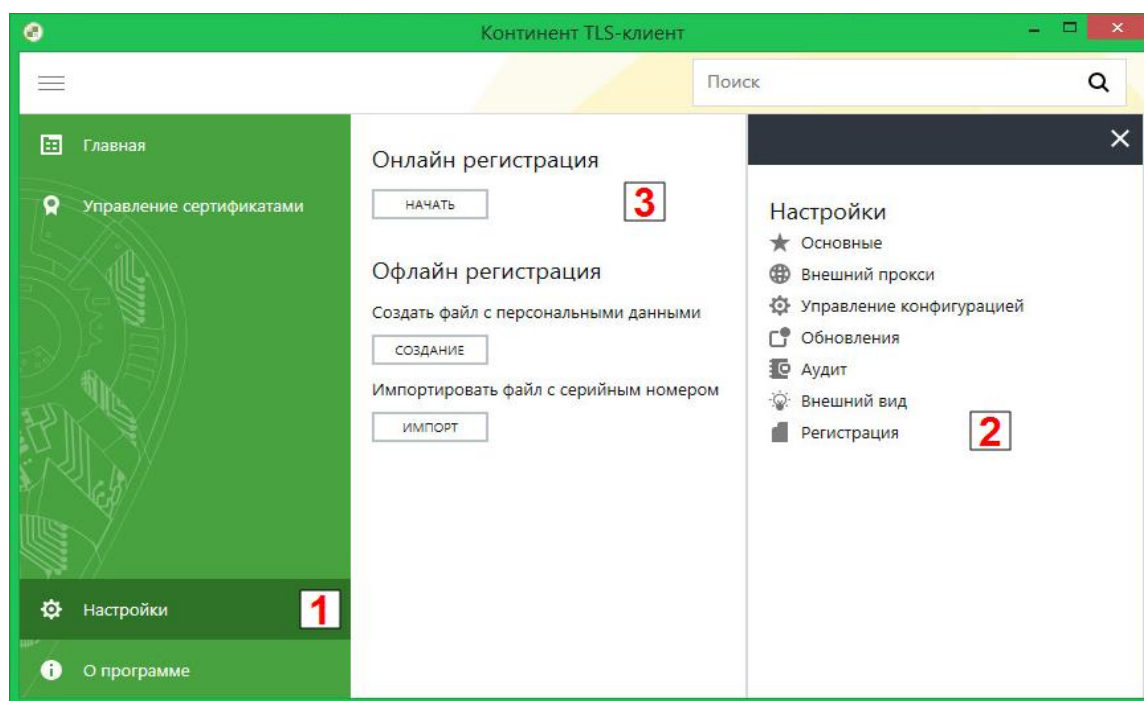 Континент TLS-клиент
Поиск
Главная
Управление сертификатами
Настройки
1
О программе
Онлайн регистрация
НАЧАТЬ
3
Офлайн регистрация
Создать файл с персональными данными
СОЗДАНИЕ
Импортировать файл с серийным номером
ИМПОРТ
Настройки
Основные
Внешний прокси
Управление конфигурацией
Обновления
Аудит
Внешний вид
Регистрация
2